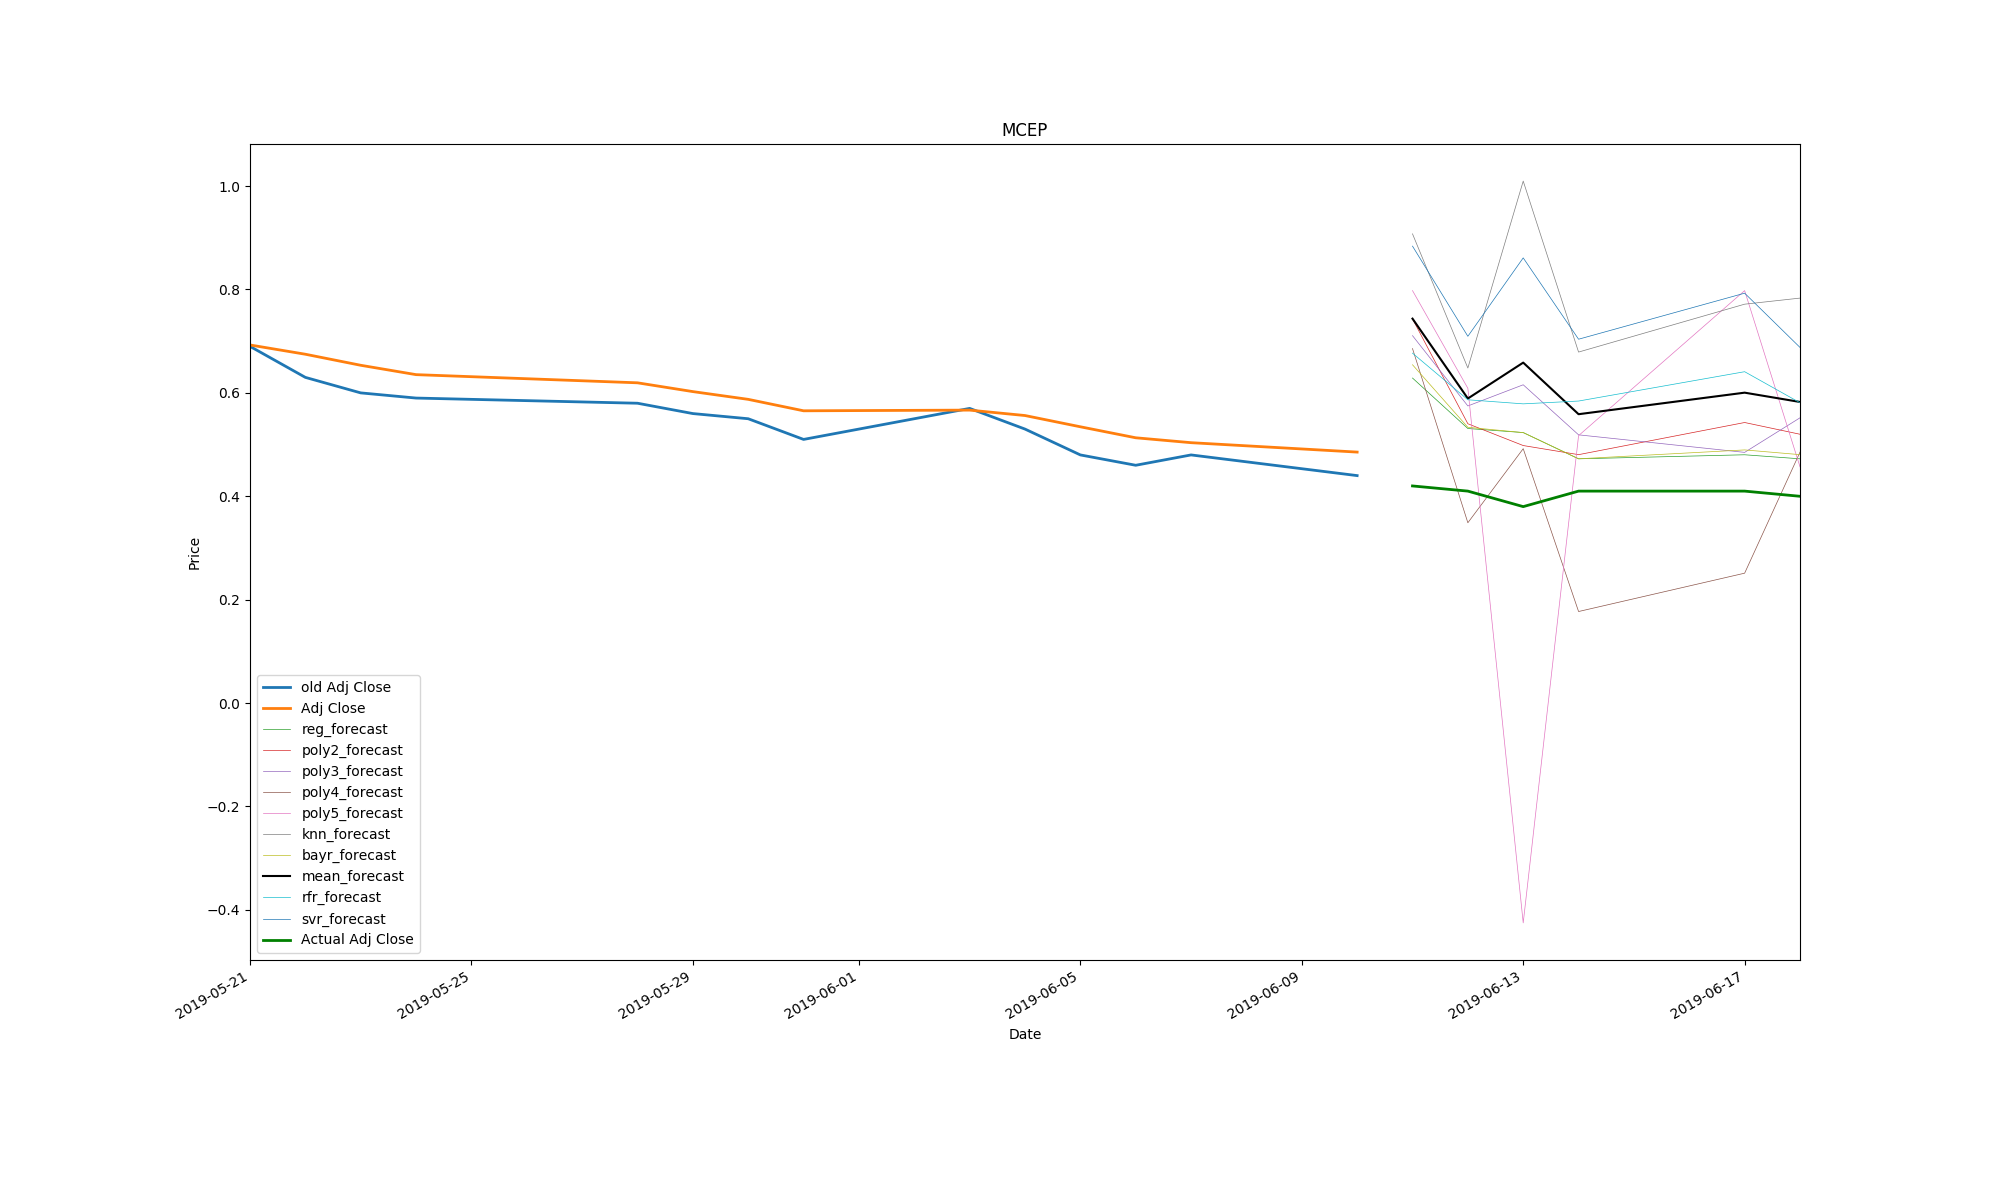 MCEP
1.0
0.8
0.6
0.4
0.2
0.0
−0.2
−0.4
Price
old Adj Close
Adj Close
reg_forecast
poly2_forecast
poly3_forecast
poly4_forecast
poly5_forecast
knn_forecast
bayr_forecast
mean_forecast
rfr_forecast
svr_forecast
Actual Adj Close
2019-05-21
2019-05-25
2019-05-29
2019-06-01
2019-06-05
2019-06-09
2019-06-13
2019-06-17
Date